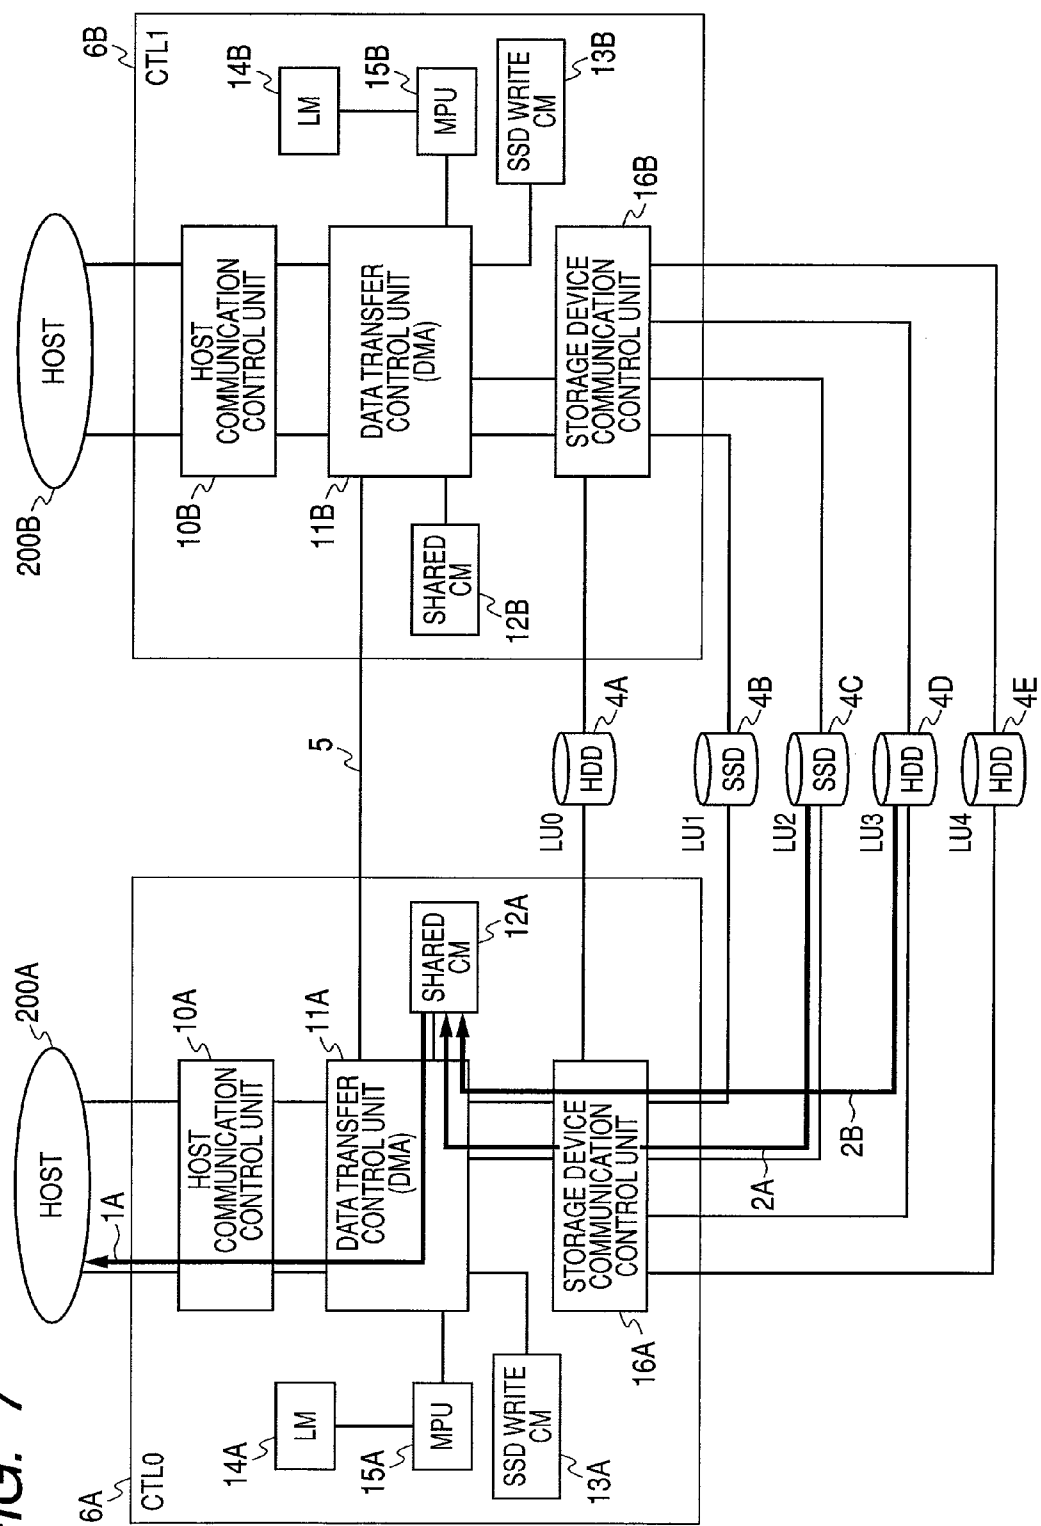 FIG. 7
200A
HOST
1A
6A
CTL0
10A
HOST
COMMUNICATION
CONTROL UNIT
14A
LM
11A
DATA TRANSFER
CONTROL UNIT
(DMA)
15A
MPU
SHARED
CM
12A
SSD WRITE
CM
13A
STORAGE DEVICE
COMMUNICATION
CONTROL UNIT
16A
2A
2B
5
LU0
HDD
4A
LU1
SSD
4B
LU2
SSD
4C
LU3
HDD
4D
LU4
HDD
4E
200B
HOST
6B
CTL1
10B
HOST
COMMUNICATION
CONTROL UNIT
14B
LM
11B
DATA TRANSFER
CONTROL UNIT
(DMA)
15B
MPU
SHARED
CM
12B
SSD WRITE
CM
13B
STORAGE DEVICE
COMMUNICATION
CONTROL UNIT
16B